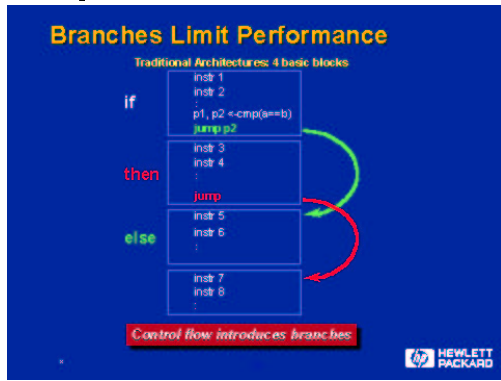 Branches Limit Performance
Traditional Architectures: 4 basic blocks
instr 1
instr 2
:
if
p1, p2 <-cmp(a==b)
jump p2
instr 3
instr 4
:
then
jump
instr 5
else
instr 6
:
instr 7
instr 8
:
Control flow introduces branches
hp HEWLETT
PACKARD